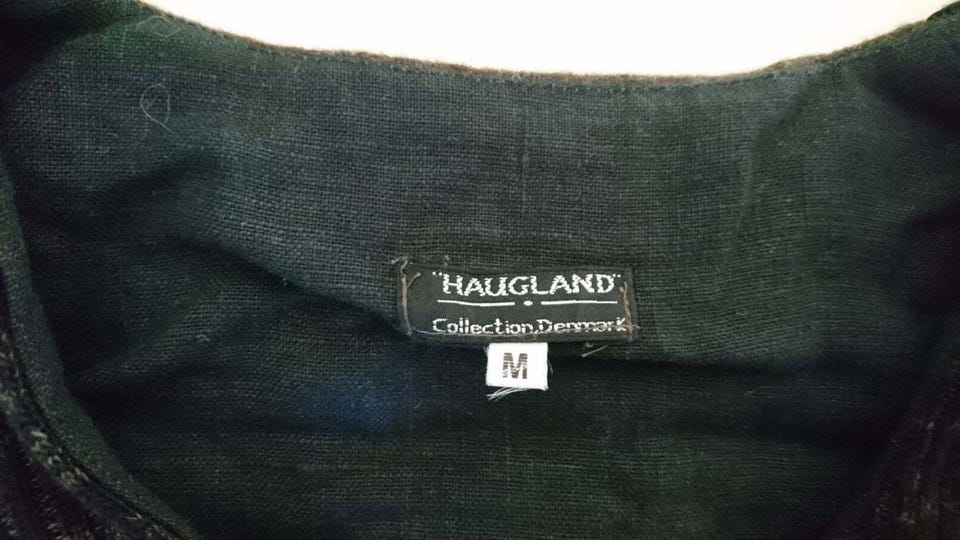 "HAUGLAND"
Collection, Denmark
M